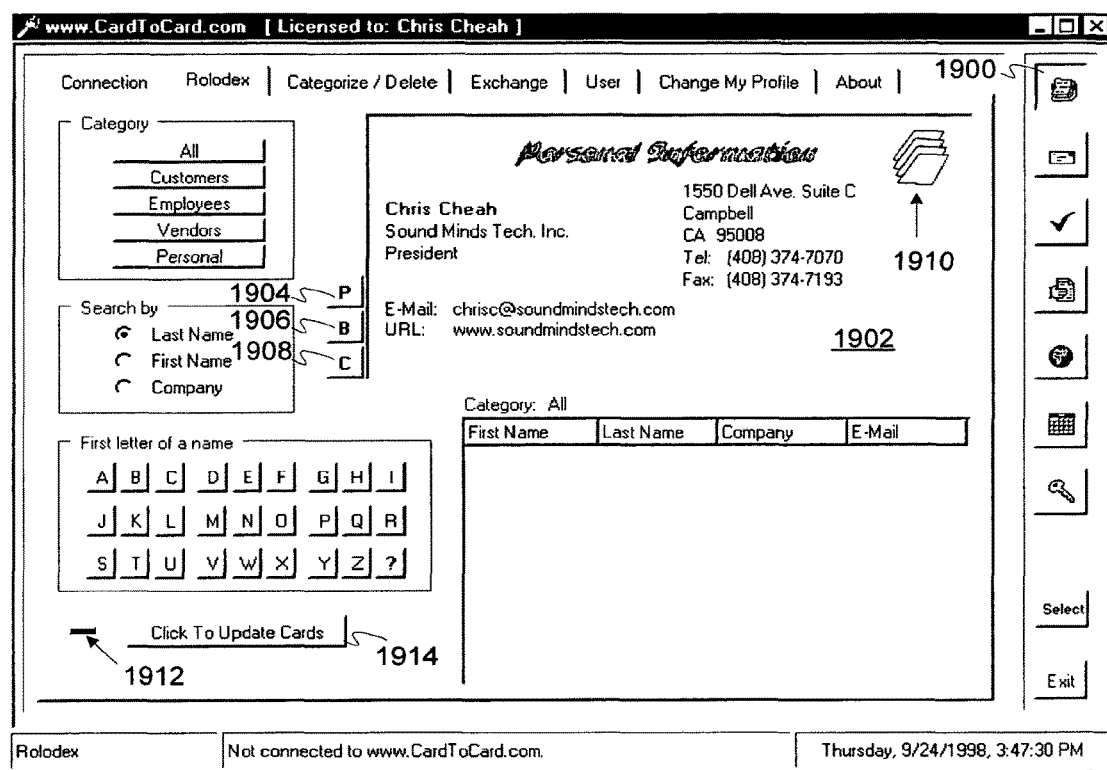 www.CardToCard.com [ Licensed to: Chris Cheah ]
1900
Connection Rolodex Categorize / Delete Exchange User Change My Profile About
Category
All
Customers
Employees
Vendors
Personal
Personal Information
Chris Cheah
Sound Minds Tech. Inc.
President
1550 Dell Ave. Suite C
Campbell
CA 95008
Tel: (408) 374-7070
Fax: (408) 374-7193
1910
E-Mail: chrisc@soundmindstech.com
URL: www.soundmindstech.com
1902
1904 P
1906 B
1908 C
Search by
Last Name
First Name
Company
Category: All
First Name Last Name Company E-Mail
First letter of a name
A B C D E F G H I
J K L M N O P Q R
S T U V W X Y Z ?
Click To Update Cards
1912
1914
Select
Exit
Rolodex Not connected to www.CardToCard.com. Thursday, 9/24/1998, 3:47:30 PM